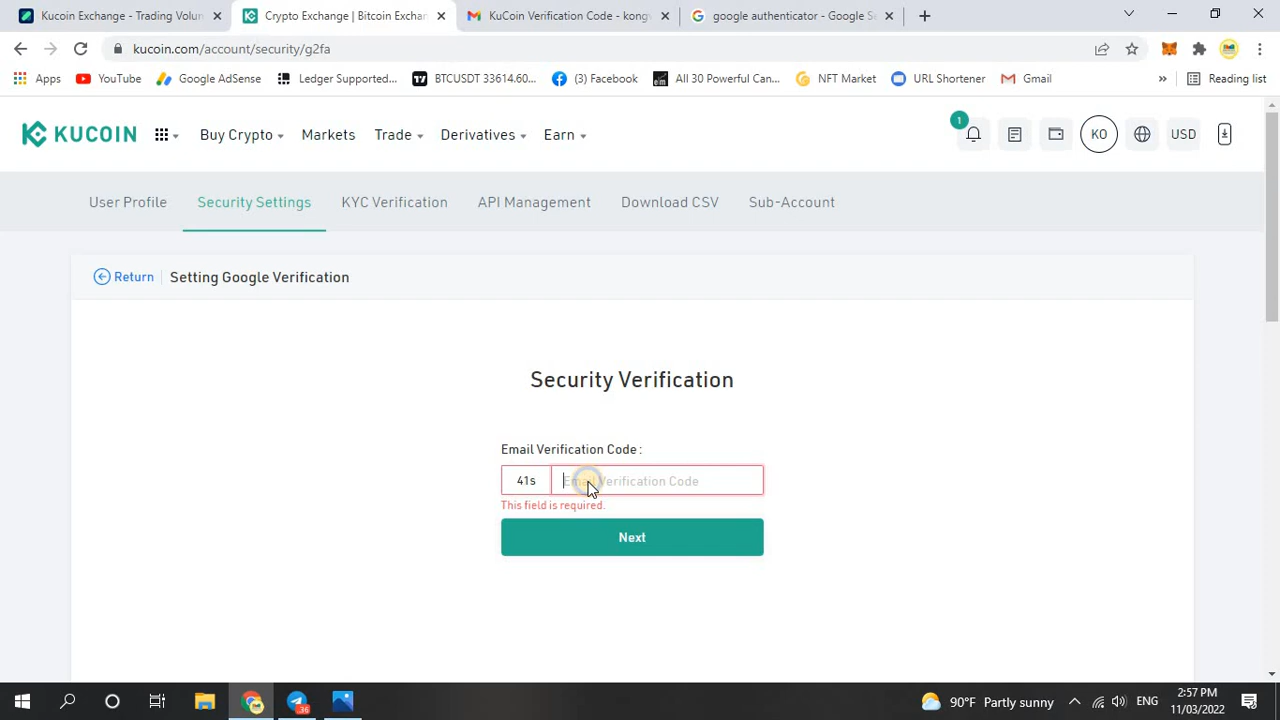 Kucoin Exchange - Trading Volun
Crypto Exchange | Bitcoin Exchan
KuCoin Verification Code - kong
google authenticator - Google Se
kucoin.com/account/security/g2fa
Apps
YouTube
Google AdSense
Ledger Supported...
BTCUSDT 33614.60...
(3) Facebook
All 30 Powerful Can...
NFT Market
URL Shortener
Gmail
»
Reading list
KUCOIN
Buy Crypto
Markets
Trade
Derivatives
Earn
1
KO
USD
User Profile
Security Settings
KYC Verification
API Management
Download CSV
Sub-Account
Return
Setting Google Verification
Security Verification
Email Verification Code :
41s
Email Verification Code
This field is required.
Next
36
90°F Partly sunny
ENG
2:57 PM
11/03/2022